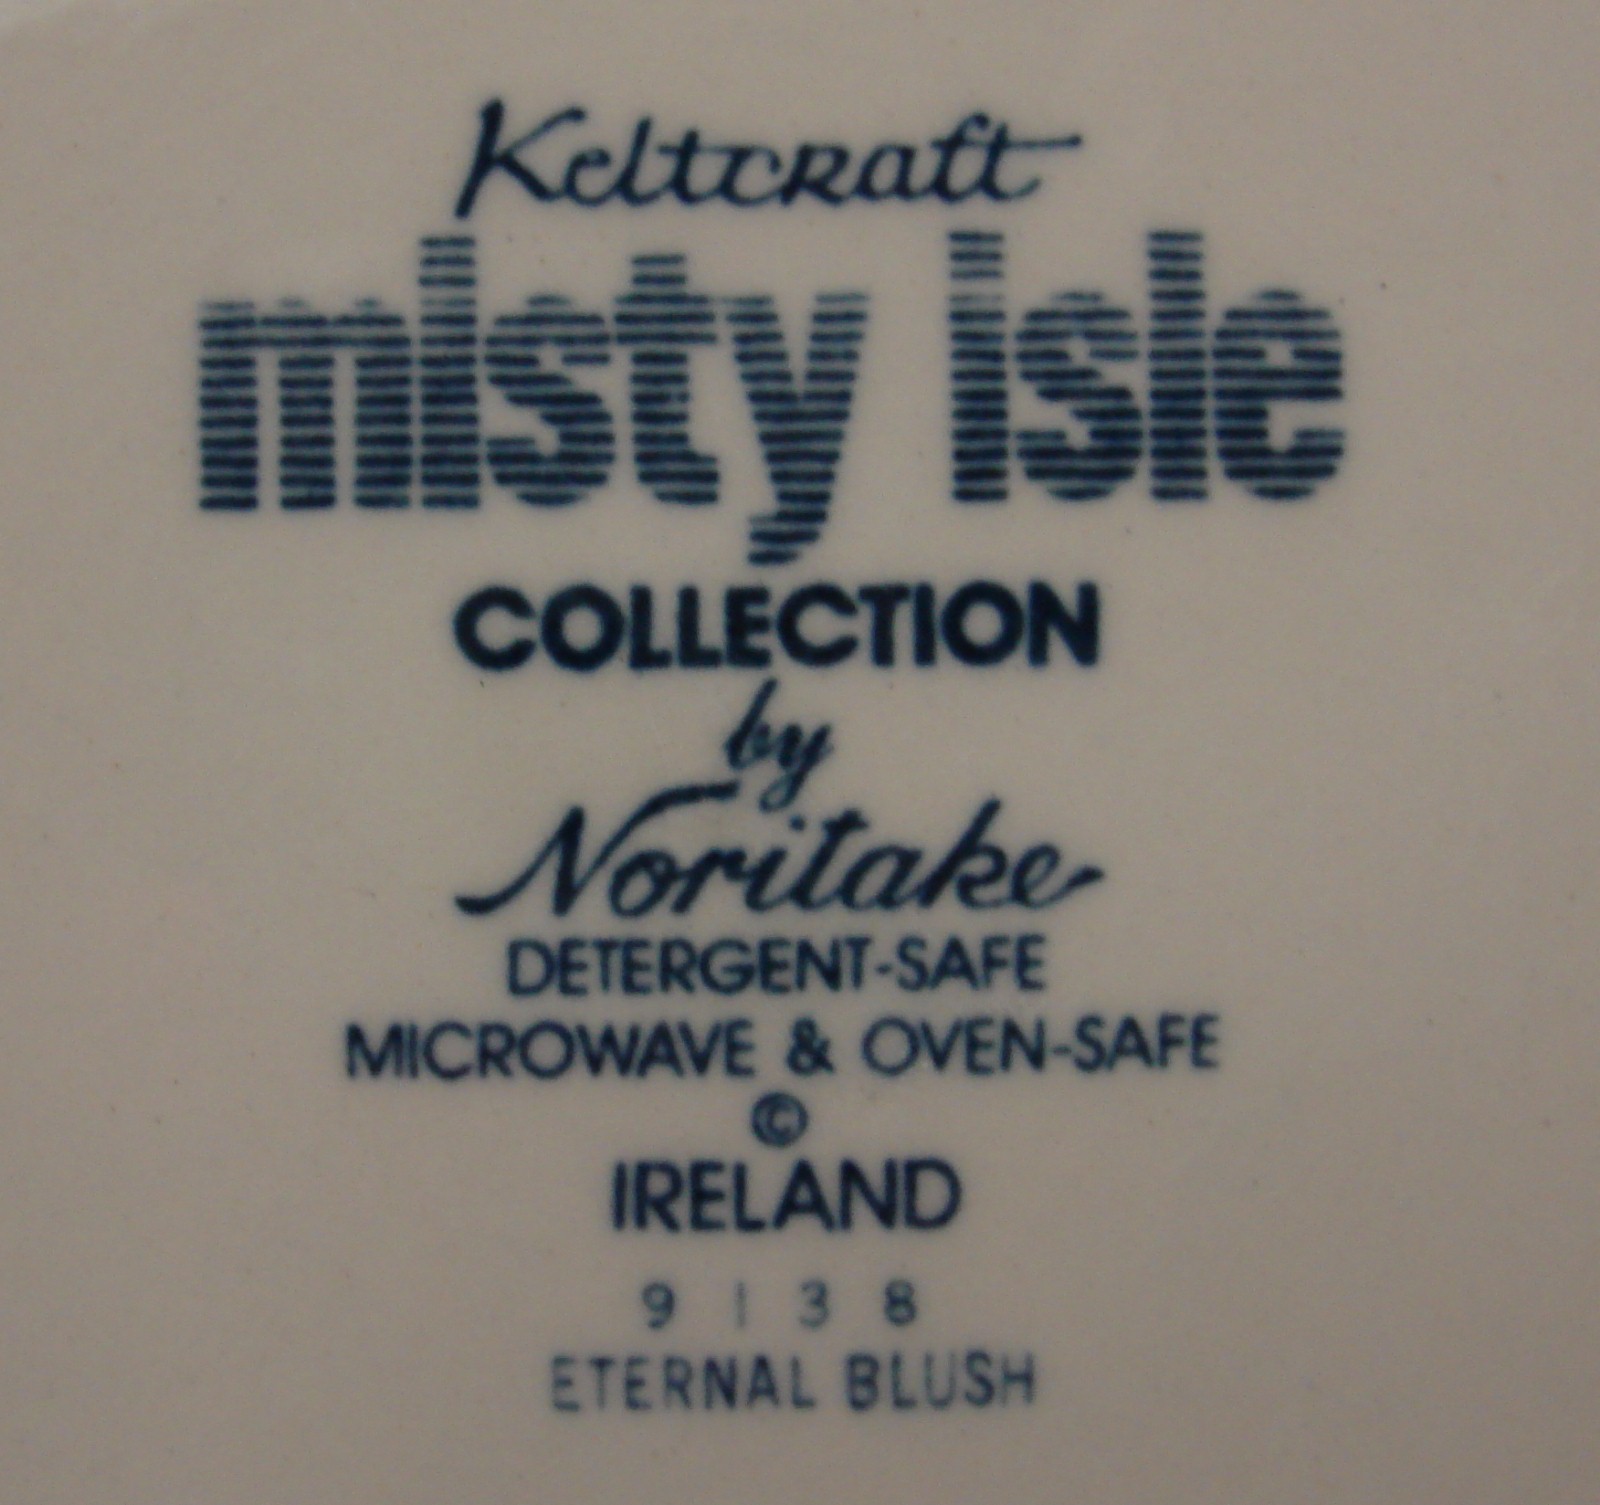 Keltcraft
misty isle
COLLECTION
by
Noritake
DETERGENT-SAFE
MICROWAVE & OVEN-SAFE
©
IRELAND
9138
ETERNAL BLUSH